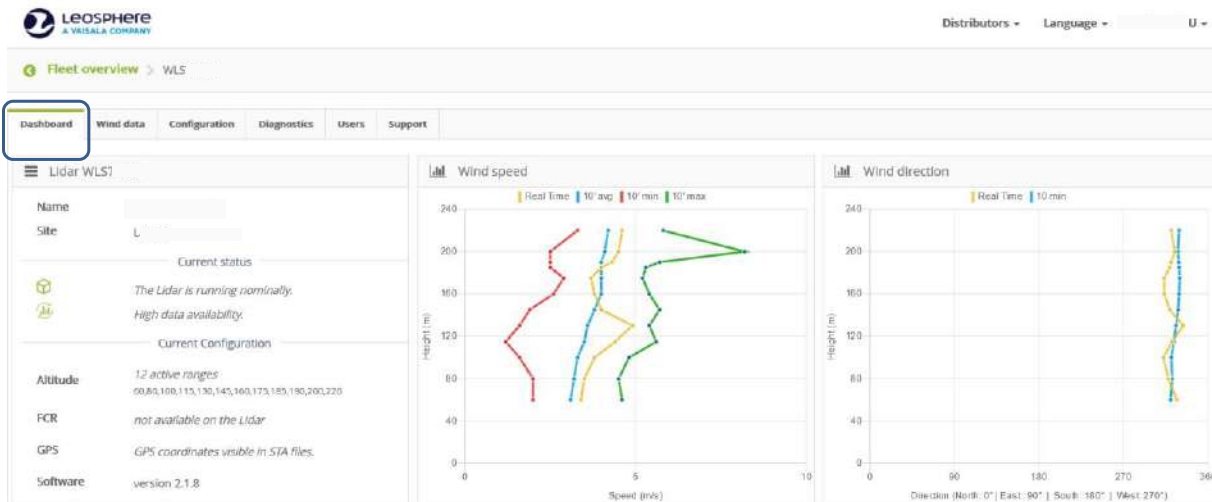 LEOSPHERE
A VAISALA COMPANY
Distributors
Language
U
Fleet overview > WLS
Dashboard
Wind data
Configuration
Diagnostics
Users
Support
Lidar WLS7
Name
Site
L
Current status
The Lidar is running nominally.
High data availability.
Current Configuration
Altitude
12 active ranges
60,80,100,115,130,145,160,175,185,190,200,220
FCR
not available on the Lidar
GPS
GPS coordinates visible in STA files.
Software
version 2.1.8
Wind speed
Real Time 10' avg 10' min 10' max
240
200
160
120
80
40
0
Height (m)
0 5 10
Speed (m/s)
Wind direction
Real Time 10 min
240
200
160
120
80
40
0
Height (m)
0 90 180 270 36
Direction (North: 0° | East: 90° | South: 180° | West: 270°)